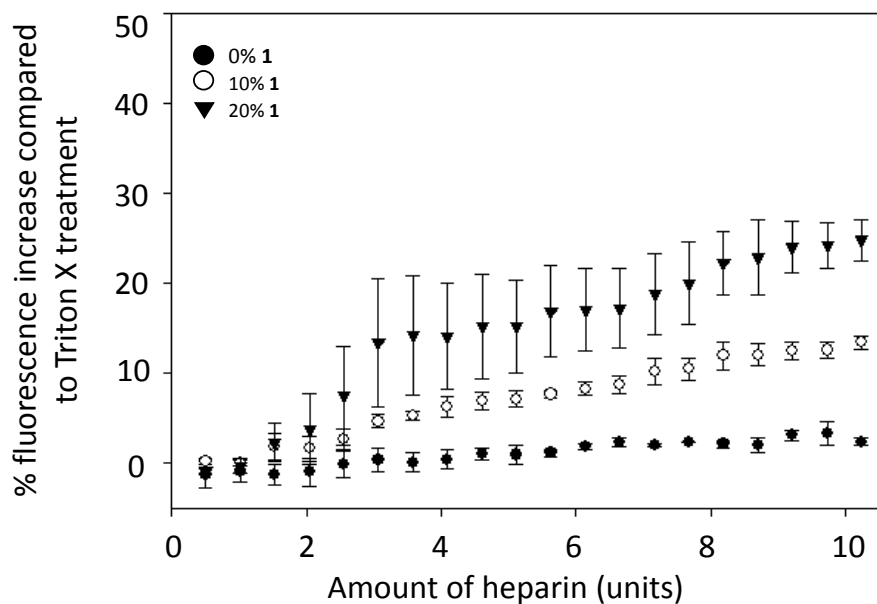 % fluorescence increase compared
to Triton X treatment
50
40
30
20
10
0
0% 1
10% 1
20% 1
0 2 4 6 8 10
Amount of heparin (units)